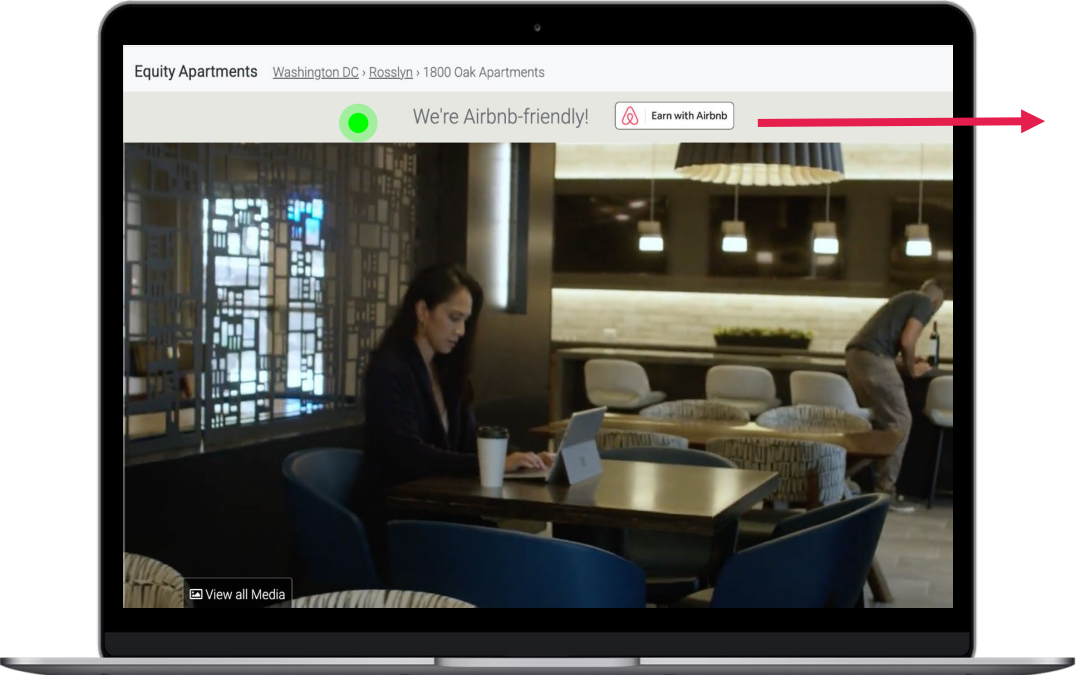 Equity Apartments Washington DC › Rosslyn › 1800 Oak Apartments
We're Airbnb-friendly! Earn with Airbnb
View all Media